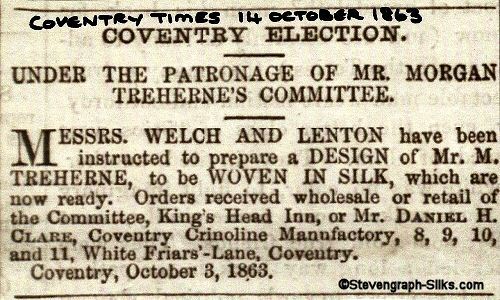 COVENTRY TIMES 14 OCTOBER 1863
COVENTRY ELECTION.
UNDER THE PATRONAGE OF MR. MORGAN
TREHERNE'S COMMITTEE.
MESSRS. WELCH AND LENTON have been
instructed to prepare a DESIGN of Mr. M.
TREHERNE, to be WOVEN IN SILK, which are
now ready. Orders received wholesale or retail of
the Committee, King's Head Inn, or Mr. DANIEL H.
CLARE, Coventry Crinoline Manufactory, 8, 9, 10,
and 11, White Friars'-Lane, Coventry.
Coventry, October 3, 1863.
©Stevengraph-Silks.com